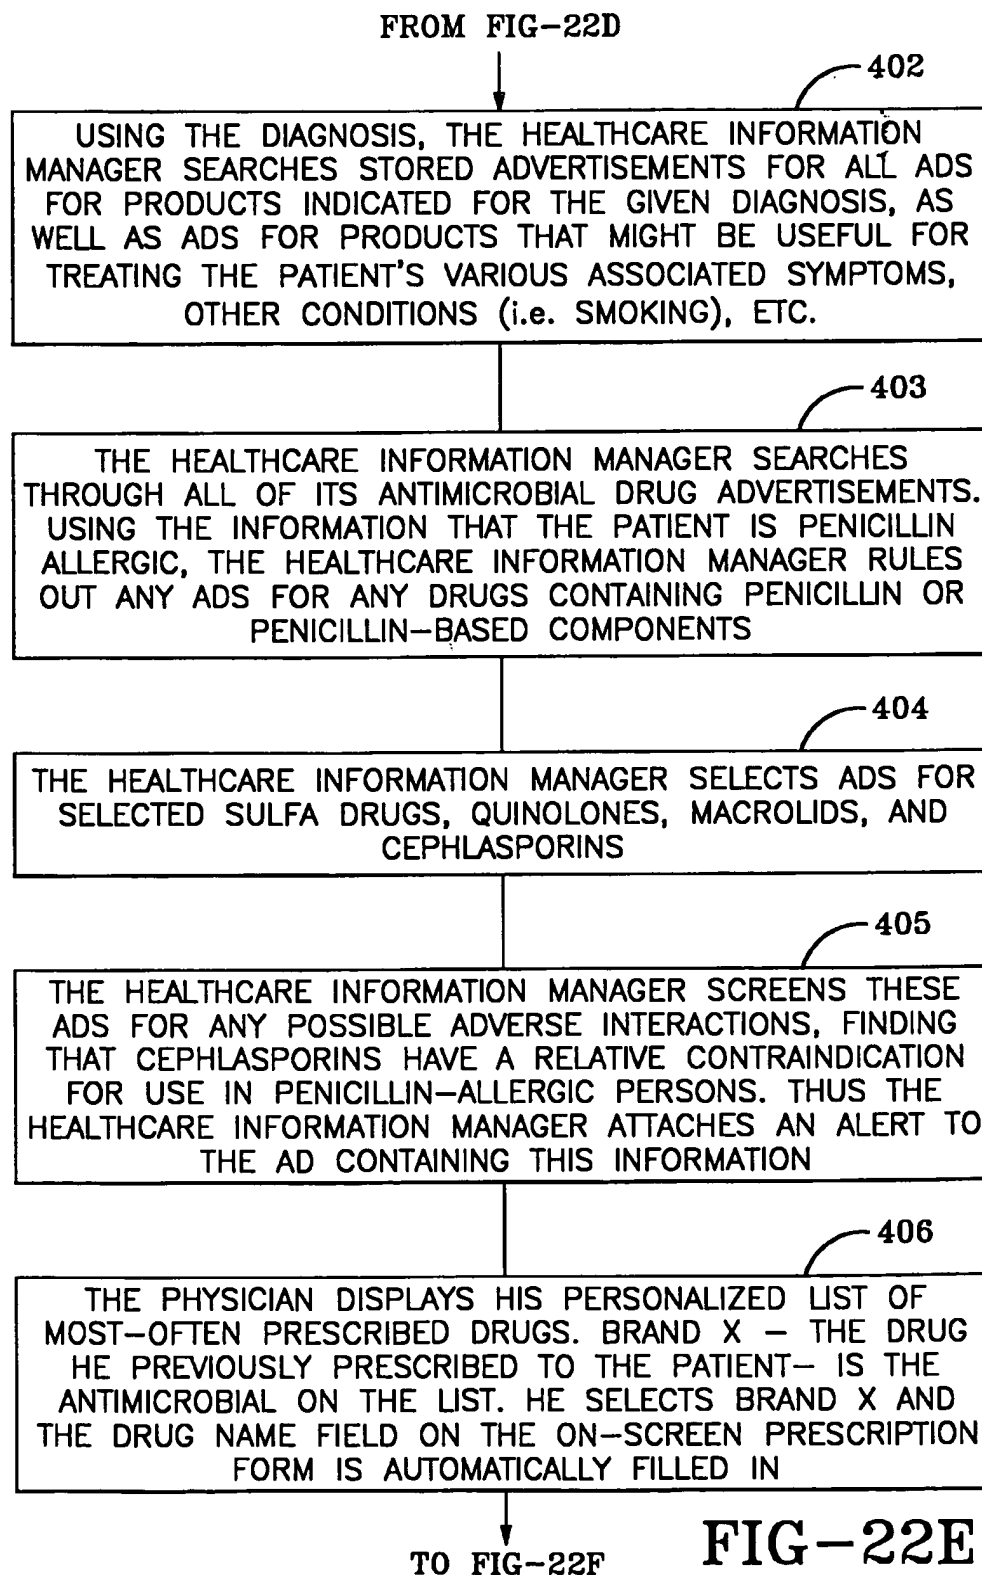 FROM FIG-22D
402
USING THE DIAGNOSIS, THE HEALTHCARE INFORMATION
MANAGER SEARCHES STORED ADVERTISEMENTS FOR ALL ADS
FOR PRODUCTS INDICATED FOR THE GIVEN DIAGNOSIS, AS
WELL AS ADS FOR PRODUCTS THAT MIGHT BE USEFUL FOR
TREATING THE PATIENT'S VARIOUS ASSOCIATED SYMPTOMS,
OTHER CONDITIONS (i.e. SMOKING), ETC.
403
THE HEALTHCARE INFORMATION MANAGER SEARCHES
THROUGH ALL OF ITS ANTIMICROBIAL DRUG ADVERTISEMENTS.
USING THE INFORMATION THAT THE PATIENT IS PENICILLIN
ALLERGIC, THE HEALTHCARE INFORMATION MANAGER RULES
OUT ANY ADS FOR ANY DRUGS CONTAINING PENICILLIN OR
PENICILLIN-BASED COMPONENTS
404
THE HEALTHCARE INFORMATION MANAGER SELECTS ADS FOR
SELECTED SULFA DRUGS, QUINOLONES, MACROLIDS, AND
CEPHLASPORINS
405
THE HEALTHCARE INFORMATION MANAGER SCREENS THESE
ADS FOR ANY POSSIBLE ADVERSE INTERACTIONS, FINDING
THAT CEPHLASPORINS HAVE A RELATIVE CONTRAINDICATION
FOR USE IN PENICILLIN-ALLERGIC PERSONS. THUS THE
HEALTHCARE INFORMATION MANAGER ATTACHES AN ALERT TO
THE AD CONTAINING THIS INFORMATION
406
THE PHYSICIAN DISPLAYS HIS PERSONALIZED LIST OF
MOST-OFTEN PRESCRIBED DRUGS. BRAND X - THE DRUG
HE PREVIOUSLY PRESCRIBED TO THE PATIENT- IS THE
ANTIMICROBIAL ON THE LIST. HE SELECTS BRAND X AND
THE DRUG NAME FIELD ON THE ON-SCREEN PRESCRIPTION
FORM IS AUTOMATICALLY FILLED IN
TO FIG-22F
FIG-22E